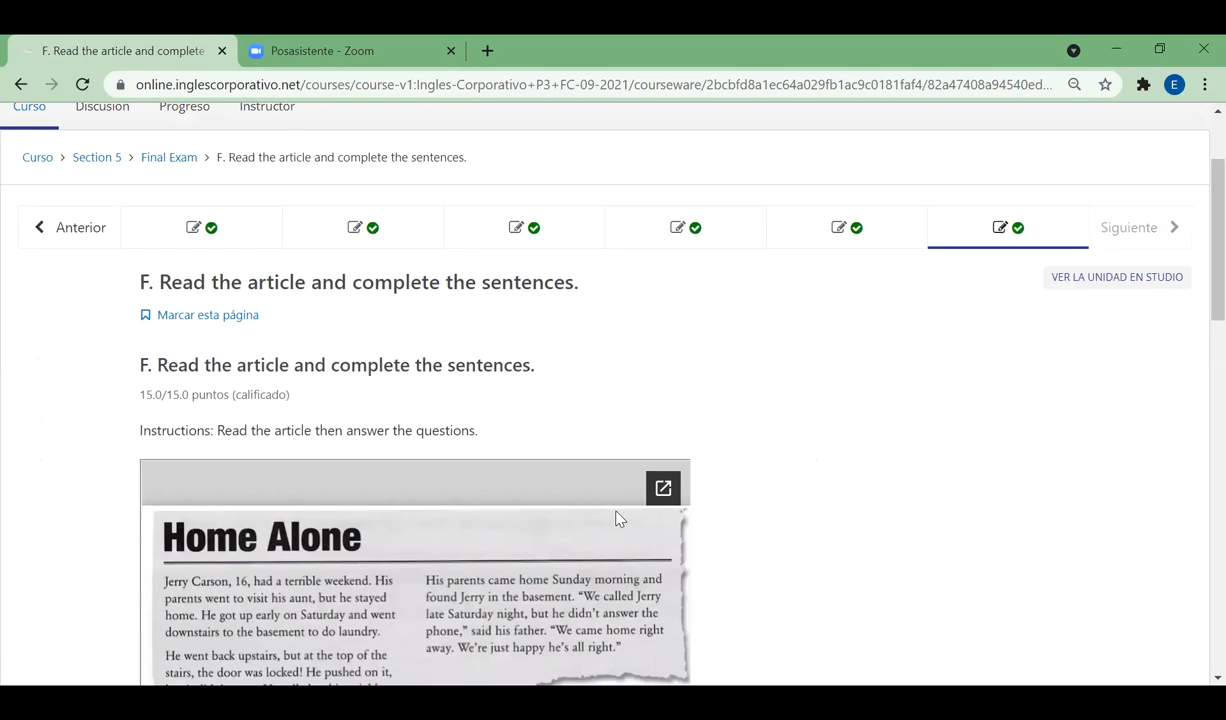 F. Read the article and complete
Posasistente - Zoom
online.inglescorporativo.net/courses/course-v1:Ingles-Corporativo+P3+FC-09-2021/courseware/2bcbfd8a1ec64a029fb1ac9c0181faf4/82a47408a94540ed...
E
Curso
Discusión
Progreso
Instructor
Curso > Section 5 > Final Exam > F. Read the article and complete the sentences.
Anterior
Siguiente
F. Read the article and complete the sentences.
VER LA UNIDAD EN STUDIO
Marcar esta página
F. Read the article and complete the sentences.
15.0/15.0 puntos (calificado)
Instructions: Read the article then answer the questions.
Home Alone
Jerry Carson, 16, had a terrible weekend. His
parents went to visit his aunt, but he stayed
home. He got up early on Saturday and went
downstairs to the basement to do laundry.
He went back upstairs, but at the top of the
stairs, the door was locked! He pushed on it,
His parents came home Sunday morning and
found Jerry in the basement. “We called Jerry
late Saturday night, but he didn’t answer the
phone,” said his father. “We came home right
away. We’re just happy he’s all right.”